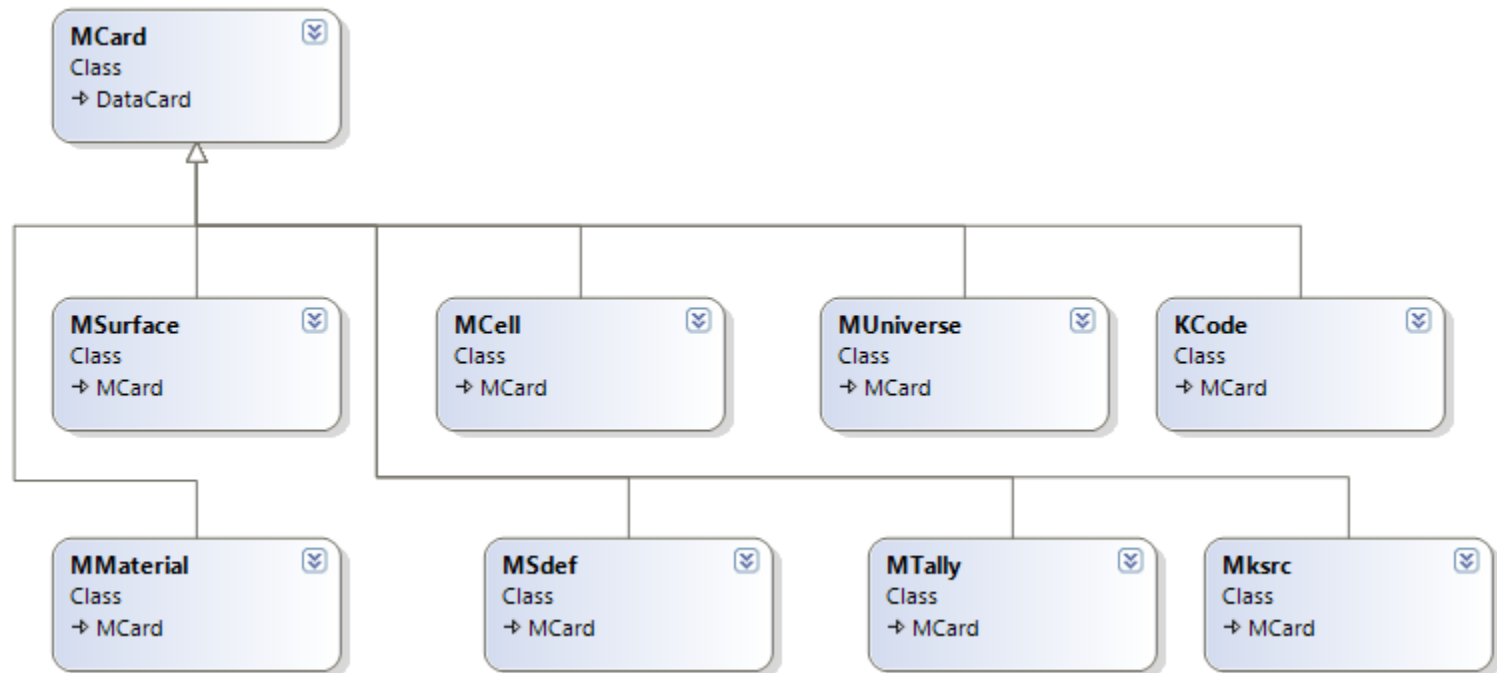 MCard
Class
DataCard
MSurface
Class
MCard
MCell
Class
MCard
MUniverse
Class
MCard
KCode
Class
MCard
MMaterial
Class
MCard
MSdef
Class
MCard
MTally
Class
MCard
Mksrc
Class
MCard